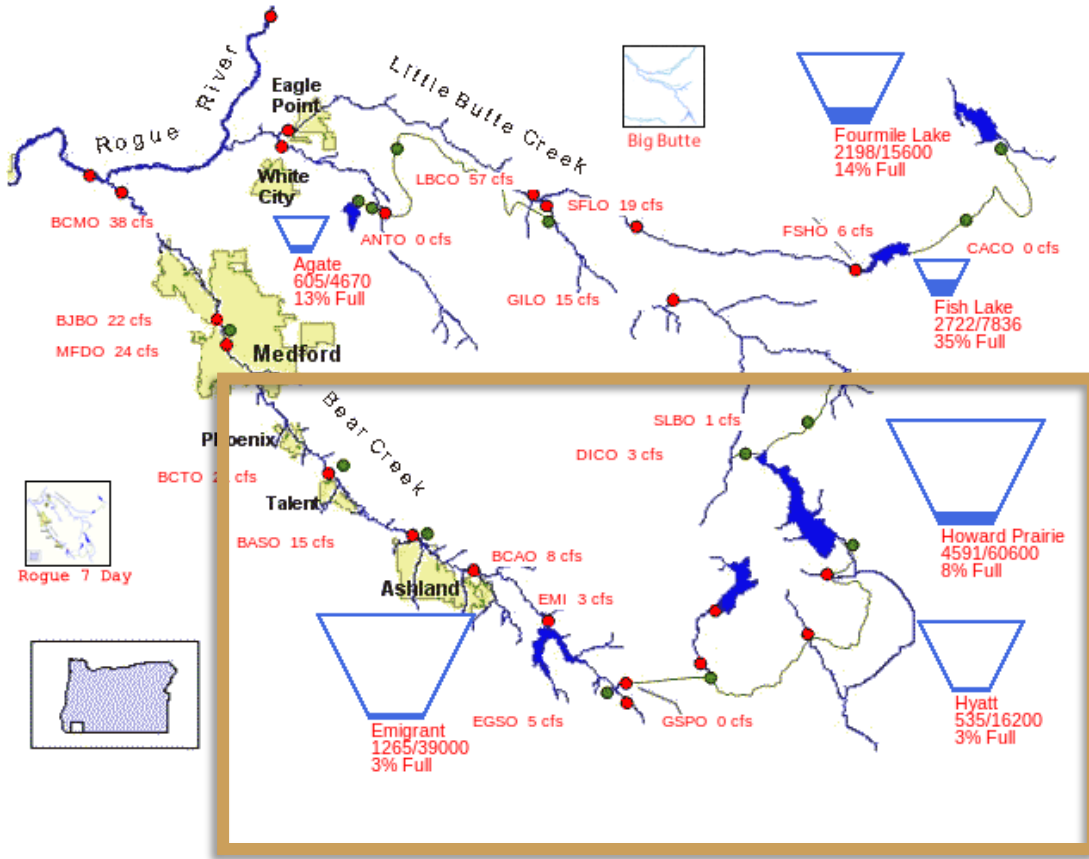 Rogue River
Little Butte Creek
Eagle
Point
White
City
Big Butte
Fourmile Lake
2198/15600
14% Full
LBCO 57 cfs
SFLO 19 cfs
BCMO 38 cfs
ANTO 0 cfs
FSHO 6 cfs
CACO 0 cfs
Agate
605/4670
13% Full
GILO 15 cfs
Fish Lake
2722/7836
35% Full
BJBO 22 cfs
MFDO 24 cfs
Medford
Bear Creek
SLBO 1 cfs
Phoenix
DICO 3 cfs
BCTO
cfs
Talent
Howard Prairie
4591/60600
8% Full
BASO 15 cfs
BCAO 8 cfs
Rogue 7 Day
Ashland
EMI 3 cfs
EGSO 5 cfs
GSPO 0 cfs
Emigrant
1265/39000
3% Full
Hyatt
535/16200
3% Full